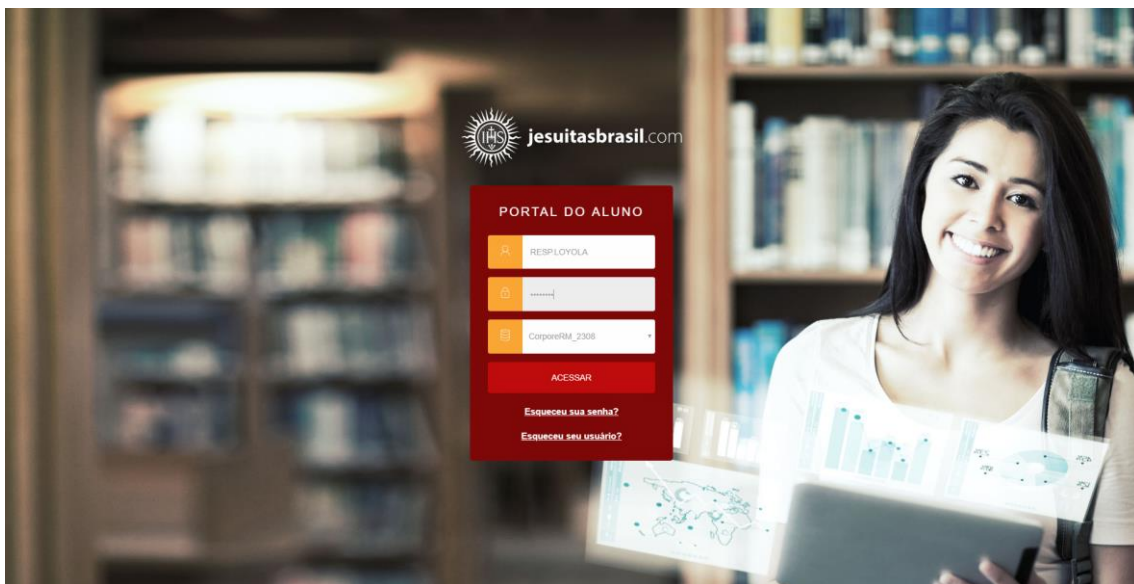 IHS
jesuitasbrasil.com
PORTAL DO ALUNO
RESP.LOYOLA
CorporeRM_2308
ACESSAR
Esqueceu sua senha?
Esqueceu seu usuário?